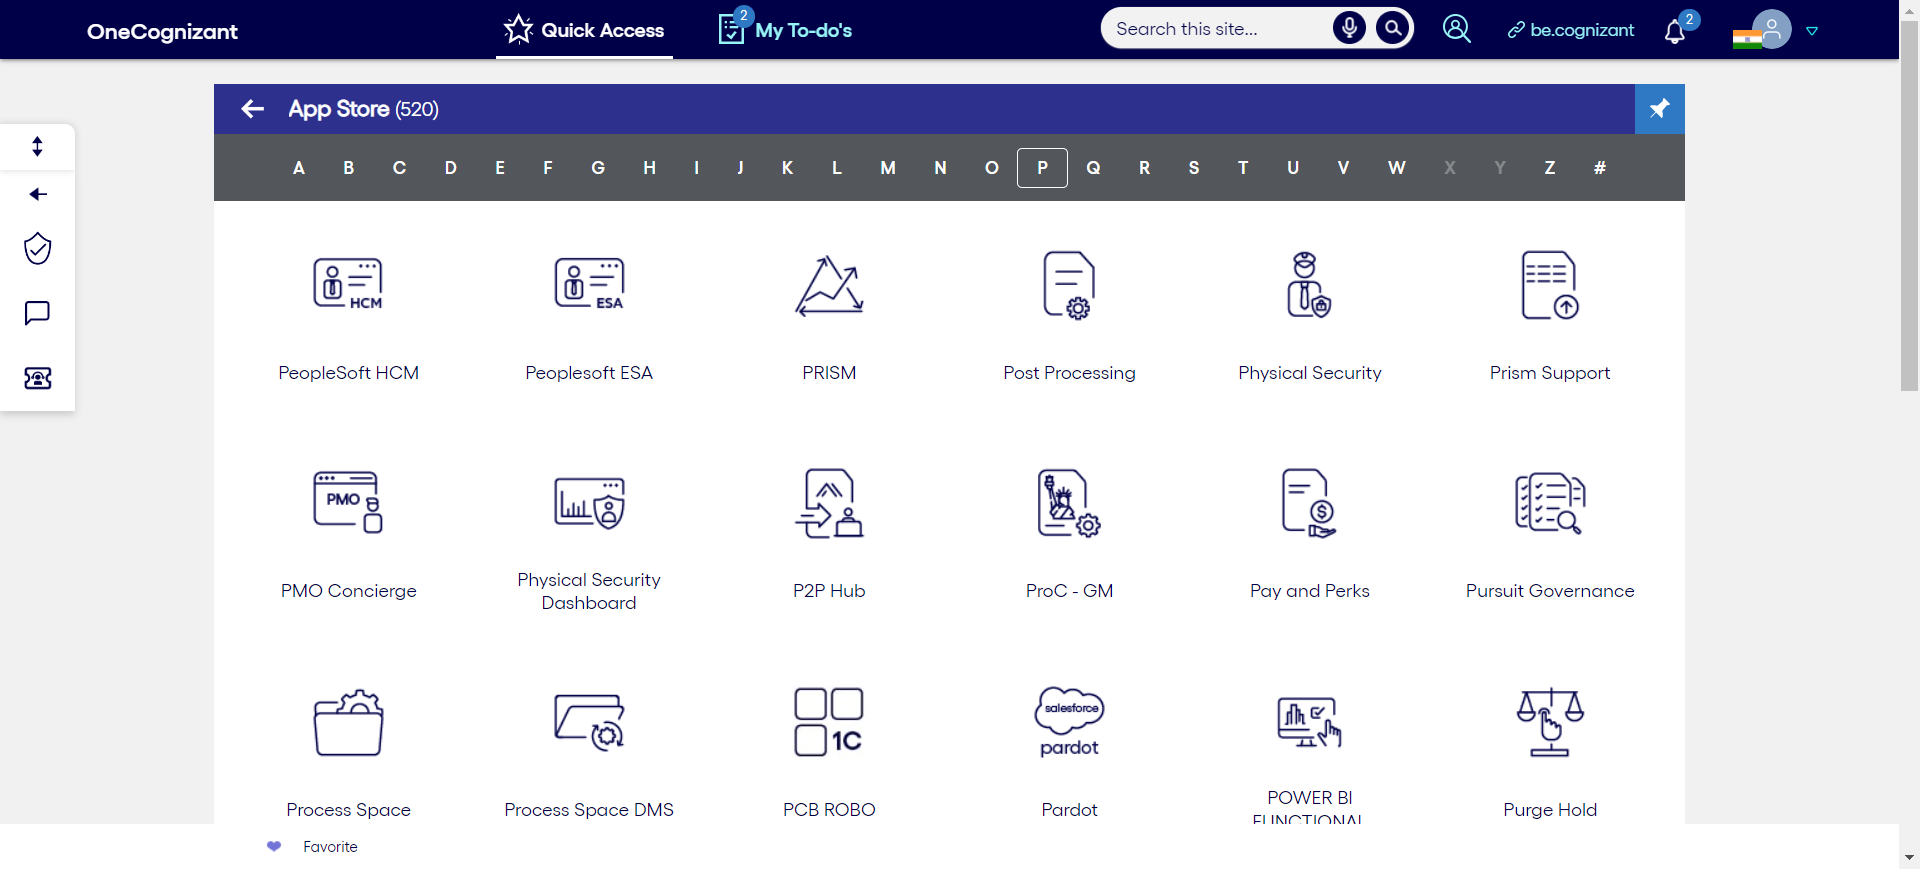 OneCognizant
Quick Access
2
My To-do's
Search this site...
be.cognizant
2
App Store (520)
A B C D E F G H I J K L M N O P Q R S T U V W X Y Z #
HCM
ESA
PeopleSoft HCM
Peoplesoft ESA
PRISM
Post Processing
Physical Security
Prism Support
PMO
PMO Concierge
Physical Security
Dashboard
P2P Hub
ProC - GM
Pay and Perks
Pursuit Governance
1C
salesforce
pardot
Process Space
Process Space DMS
PCB ROBO
Pardot
POWER BI
FUNCTIONAL
Purge Hold
Favorite